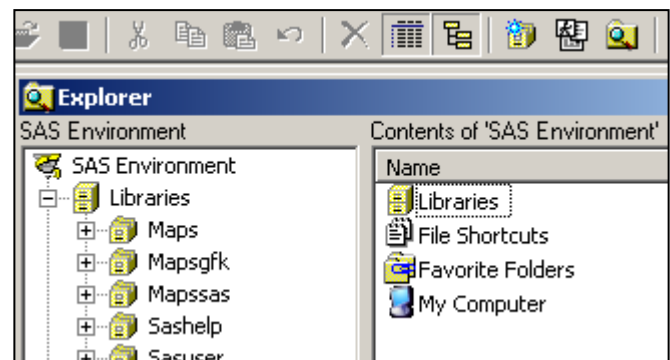 Explorer
SAS Environment
Contents of 'SAS Environment'
SAS Environment
Libraries
Maps
Mapsgfk
Mapssas
Sashelp
Sasuser
Name
Libraries
File Shortcuts
Favorite Folders
My Computer